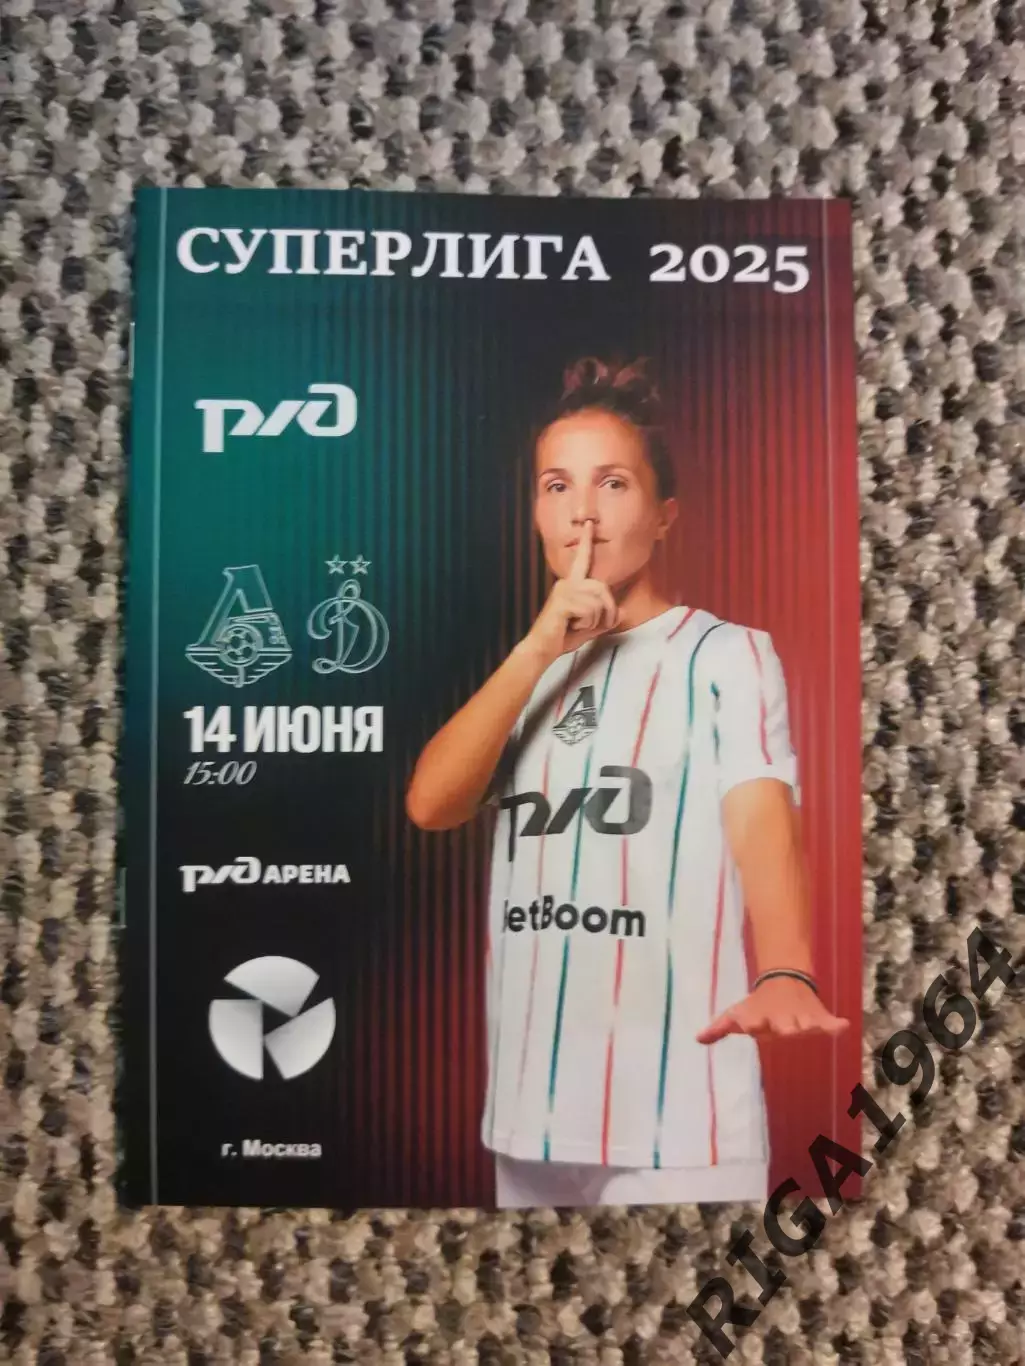 СУПЕРЛИГА 2025
РЖД
14 ИЮНЯ
15:00
РЖД АРЕНА
РЖД
BetBoom
г. Москва
RIGA1964